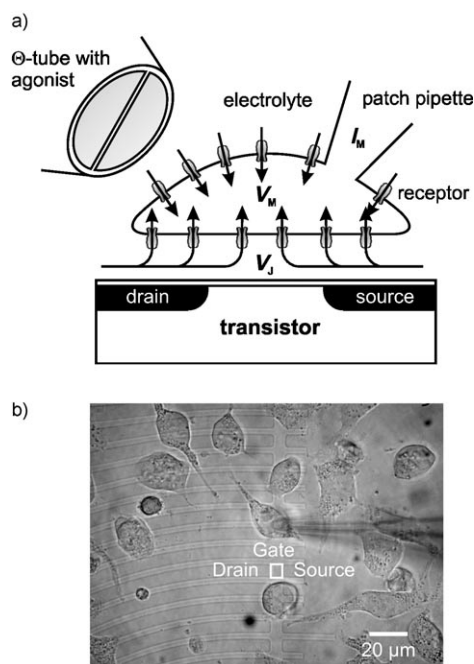 a)
Θ-tube with
agonist
electrolyte
patch pipette
I_M
V_M
receptor
V_J
drain
source
transistor
b)
Gate
Drain
Source
20 µm